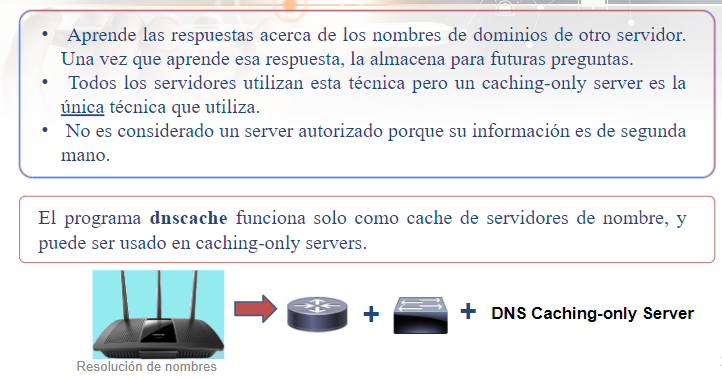 • Aprende las respuestas acerca de los nombres de dominios de otro servidor.
Una vez que aprende esa respuesta, la almacena para futuras preguntas.
• Todos los servidores utilizan esta técnica pero un caching-only server es la
única técnica que utiliza.
• No es considerado un server autorizado porque su información es de segunda
mano.
El programa dnscache funciona solo como cache de servidores de nombre, y
puede ser usado en caching-only servers.
+ + DNS Caching-only Server
Resolución de nombres